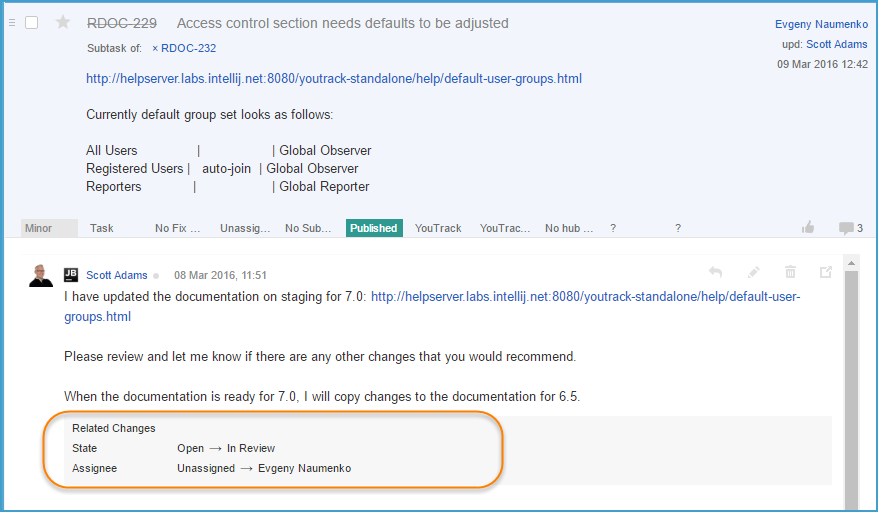 RDOC-229 Access control section needs defaults to be adjusted
Evgeny Naumenko
Subtask of: × RDOC-232
upd: Scott Adams
09 Mar 2016 12:42
http://helpserver.labs.intellij.net:8080/youtrack-standalone/help/default-user-groups.html
Currently default group set looks as follows:
All Users | | Global Observer
Registered Users | auto-join | Global Observer
Reporters | | Global Reporter
Minor Task No Fix ... Unassig... No Sub... Published YouTrack YouTrac... No hub ... ? ? 3
JB Scott Adams 08 Mar 2016, 11:51
I have updated the documentation on staging for 7.0: http://helpserver.labs.intellij.net:8080/youtrack-standalone/help/default-user-
groups.html
Please review and let me know if there are any other changes that you would recommend.
When the documentation is ready for 7.0, I will copy changes to the documentation for 6.5.
Related Changes
State Open → In Review
Assignee Unassigned → Evgeny Naumenko